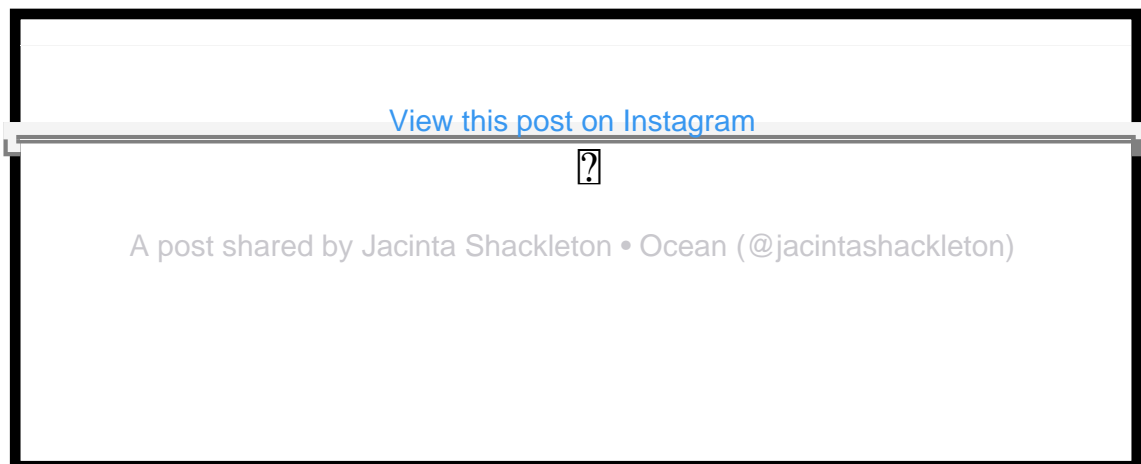 View this post on Instagram
A post shared by Jacinta Shackleton • Ocean (@jacintashackleton)